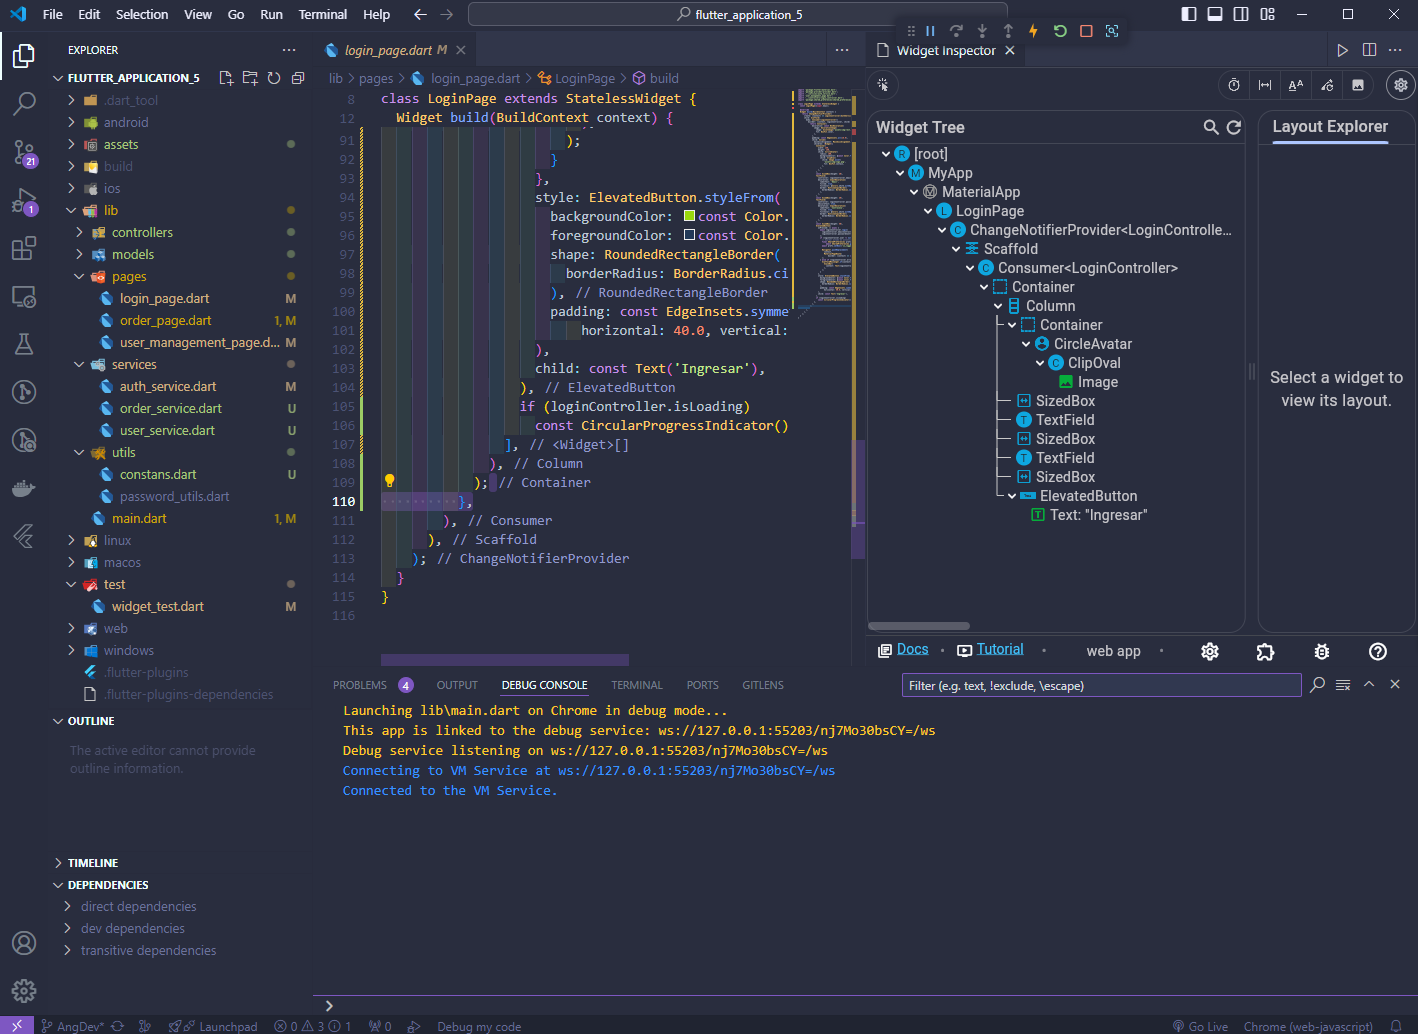 File Edit Selection View Go Run Terminal Help
flutter_application_5
EXPLORER
FLUTTER_APPLICATION_5
.dart_tool
android
assets
build
ios
lib
controllers
models
pages
login_page.dart M
order_page.dart 1, M
user_management_page.d... M
services
auth_service.dart M
order_service.dart U
user_service.dart U
utils
constans.dart U
password_utils.dart
main.dart 1, M
linux
macos
test
widget_test.dart M
web
windows
.flutter-plugins
.flutter-plugins-dependencies
OUTLINE
The active editor cannot provide
outline information.
TIMELINE
DEPENDENCIES
direct dependencies
dev dependencies
transitive dependencies
21
1
login_page.dart M
lib > pages > login_page.dart > LoginPage > build
8 class LoginPage extends StatelessWidget {
12 Widget build(BuildContext context) {
91 );
92 }
93 },
94 style: ElevatedButton.styleFrom(
95 backgroundColor: const Color.
96 foregroundColor: const Color.
97 shape: RoundedRectangleBorder(
98 borderRadius: BorderRadius.ci
99 ), // RoundedRectangleBorder
100 padding: const EdgeInsets.symme
101 horizontal: 40.0, vertical:
102 ),
103 child: const Text('Ingresar'),
104 ), // ElevatedButton
105 if (loginController.isLoading)
106 const CircularProgressIndicator()
107 ], // <Widget>[]
108 ), // Column
109 ); // Container
110 },
111 ), // Consumer
112 ), // Scaffold
113 ); // ChangeNotifierProvider
114 }
115 }
116
Widget Inspector
Widget Tree
[root]
MyApp
MaterialApp
LoginPage
ChangeNotifierProvider<LoginControlle...
Scaffold
Consumer<LoginController>
Container
Column
Container
CircleAvatar
ClipOval
Image
SizedBox
TextField
SizedBox
TextField
SizedBox
ElevatedButton
Text: "Ingresar"
Layout Explorer
Select a widget to
view its layout.
Docs • Tutorial • web app •
PROBLEMS 4 OUTPUT DEBUG CONSOLE TERMINAL PORTS GITLENS
Filter (e.g. text, !exclude, \escape)
Launching lib\main.dart on Chrome in debug mode...
This app is linked to the debug service: ws://127.0.0.1:55203/nj7Mo30bsCY=/ws
Debug service listening on ws://127.0.0.1:55203/nj7Mo30bsCY=/ws
Connecting to VM Service at ws://127.0.0.1:55203/nj7Mo30bsCY=/ws
Connected to the VM Service.
AngDev* Launchpad 0 3 1 0 Debug my code Go Live Chrome (web-javascript)